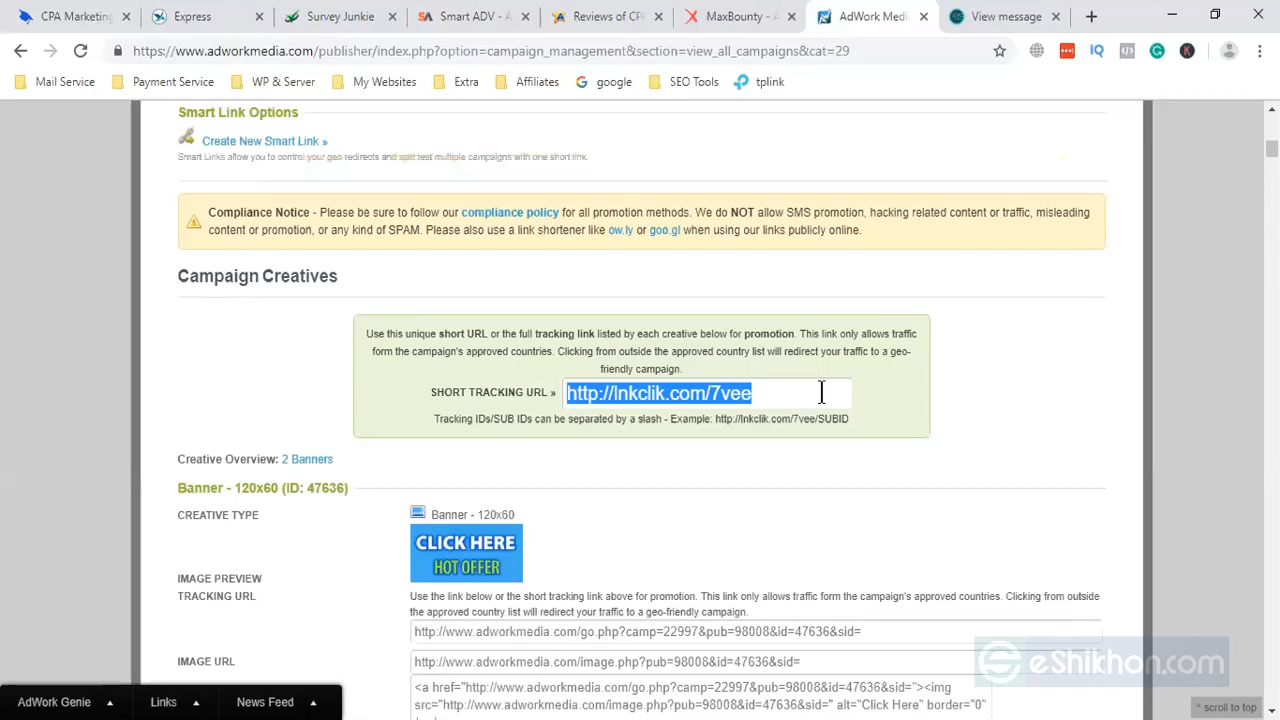 CPA Marketing
Express
Survey Junkie
Smart ADV - A
Reviews of CP
MaxBounty - A
AdWork Medi
View message
https://www.adworkmedia.com/publisher/index.php?option=campaign_management&section=view_all_campaigns&cat=29
IQ
K
Mail Service
Payment Service
WP & Server
My Websites
Extra
Affiliates
google
SEO Tools
tplink
Smart Link Options
Create New Smart Link »
Smart Links allow you to control your geo redirects and split test multiple campaigns with one short link.
Compliance Notice - Please be sure to follow our compliance policy for all promotion methods. We do NOT allow SMS promotion, hacking related content or traffic, misleading
content or promotion, or any kind of SPAM. Please also use a link shortener like ow.ly or goo.gl when using our links publicly online.
Campaign Creatives
Use this unique short URL or the full tracking link listed by each creative below for promotion. This link only allows traffic
form the campaign's approved countries. Clicking from outside the approved country list will redirect your traffic to a geo-
friendly campaign.
SHORT TRACKING URL » http://lnkclik.com/7vee
Tracking IDs/SUB IDs can be separated by a slash - Example: http://lnkclik.com/7vee/SUBID
Creative Overview: 2 Banners
Banner - 120x60 (ID: 47636)
CREATIVE TYPE
Banner - 120x60
CLICK HERE
HOT OFFER
IMAGE PREVIEW
TRACKING URL
Use the link below or the short tracking link above for promotion. This link only allows traffic form the campaign's approved countries. Clicking from outside
the approved country list will redirect your traffic to a geo-friendly campaign.
http://www.adworkmedia.com/go.php?camp=22997&pub=98008&id=47636&sid=
IMAGE URL
http://www.adworkmedia.com/image.php?pub=98008&id=47636&sid=
<a href="http://www.adworkmedia.com/go.php?camp=22997&pub=98008&id=47636&sid="><img
src="http://www.adworkmedia.com/image.php?pub=98008&id=47636&sid=" alt="Click Here" border="0"
eShikhon.com
AdWork Genie
Links
News Feed
^ scroll to top